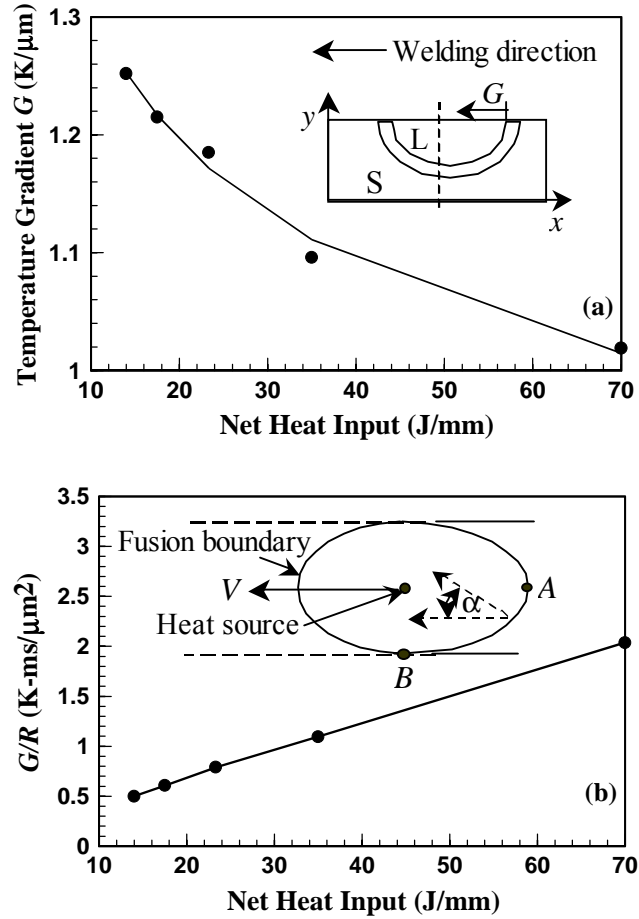 1.3
Welding direction
Temperature Gradient G (K/μm)
y
G
1.2
L
S
x
1.1
(a)
1
10 20 30 40 50 60 70
Net Heat Input (J/mm)
3.5
3
Fusion boundary
2.5
V
α
A
Heat source
2
B
G/R (K-ms/μm²)
1.5
1
0.5
(b)
0
10 20 30 40 50 60 70
Net Heat Input (J/mm)